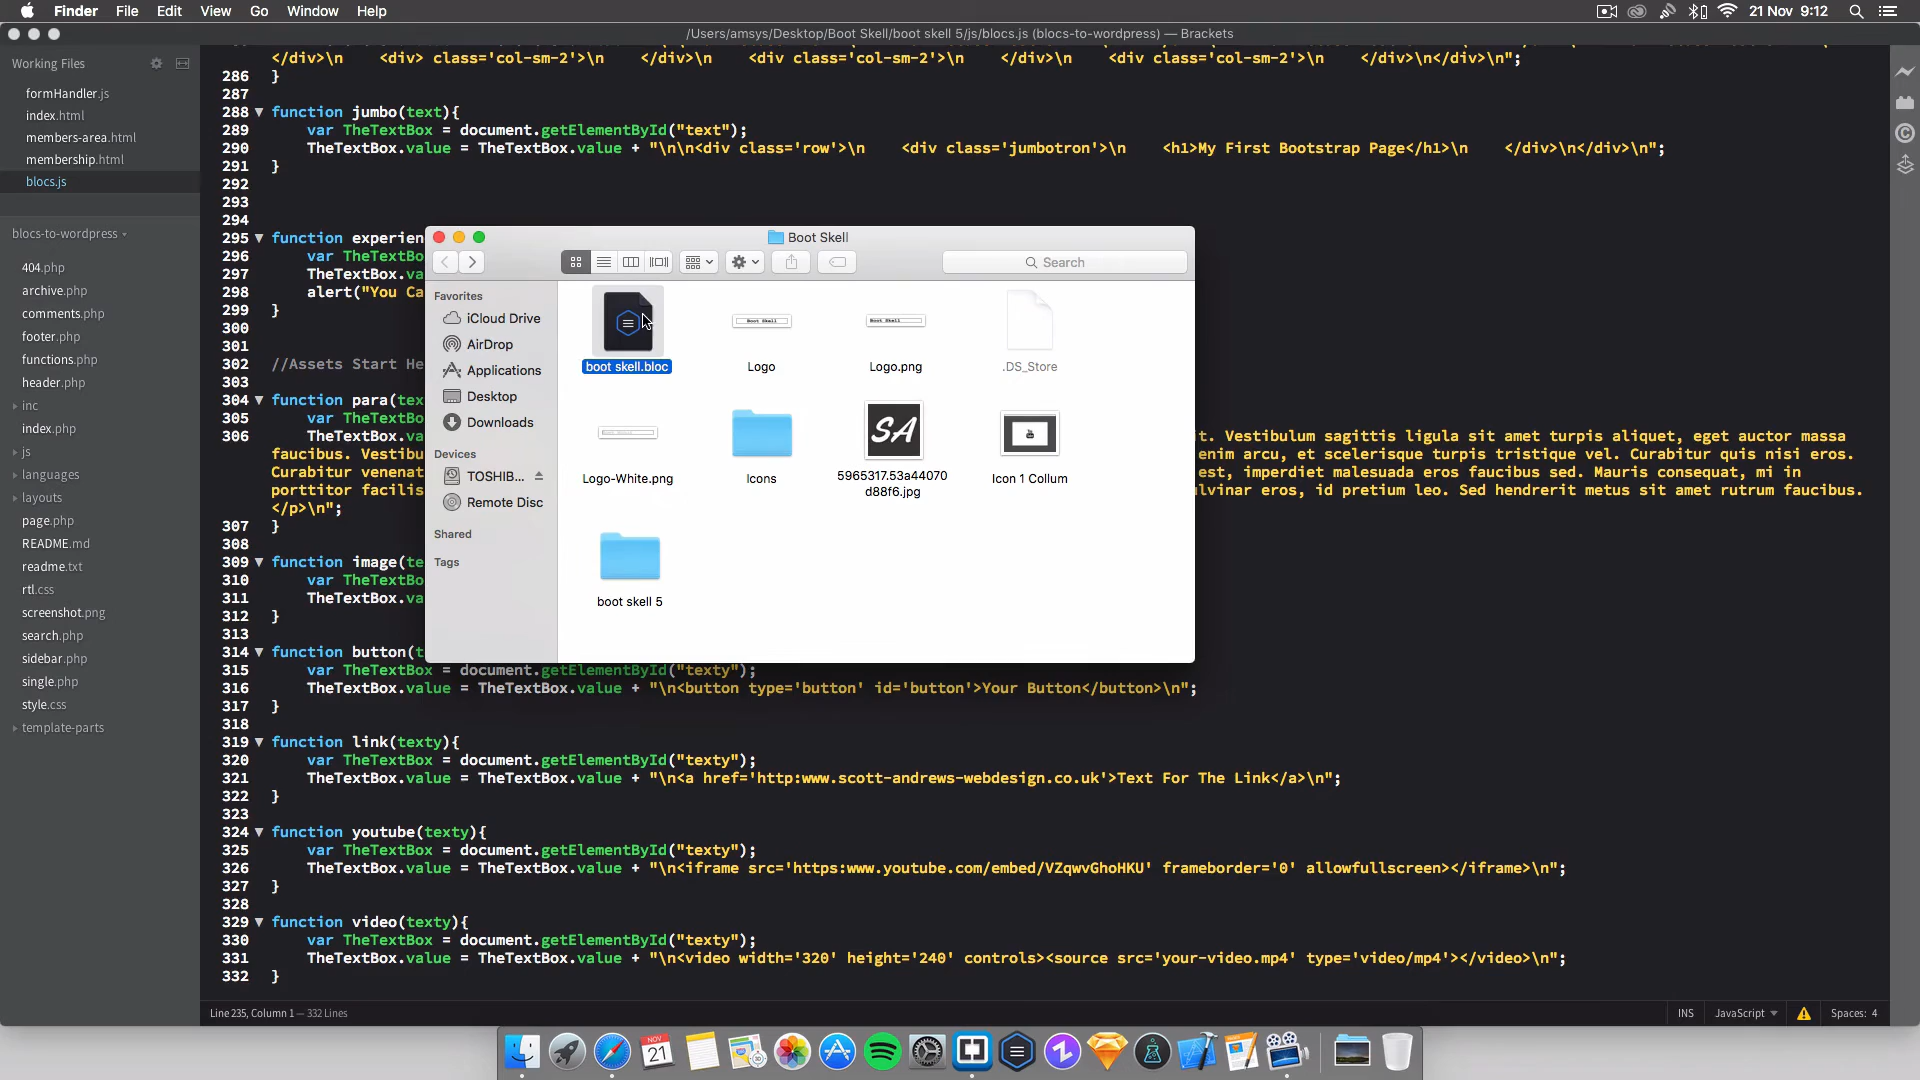 Finder File Edit View Go Window Help 21 Nov 9:12
/Users/amsys/Desktop/Boot Skell/boot skell 5/js/blocs.js (blocs-to-wordpress) — Brackets
Working Files
formHandler.js
index.html
members-area.html
membership.html
blocs.js
blocs-to-wordpress
404.php
archive.php
comments.php
footer.php
functions.php
header.php
inc
index.php
js
languages
layouts
page.php
README.md
readme.txt
rtl.css
screenshot.png
search.php
sidebar.php
single.php
style.css
template-parts
</div>\n    <div> class='col-sm-2'>\n    </div>\n    <div class='col-sm-2'>\n    </div>\n    <div class='col-sm-2'>\n    </div>\n</div>\n";
286 }
287
288 function jumbo(text){
289 var TheTextBox = document.getElementById("text");
290 TheTextBox.value = TheTextBox.value + "\n\n<div class='row'>\n    <div class='jumbotron'>\n    <h1>My First Bootstrap Page</h1>\n    </div>\n</div>\n";
291 }
292
293
294
295 function experien
296 var TheTextBo
297 TheTextBox.va
298 alert("You Ca
299 }
300
301
302 //Assets Start He
303
304 function para(tex
305 var TheTextBo
306 TheTextBox.va t. Vestibulum sagittis ligula sit amet turpis aliquet, eget auctor massa
faucibus. Vestibu enim arcu, et scelerisque turpis tristique vel. Curabitur quis nisi eros.
Curabitur venenat est, imperdiet malesuada eros faucibus sed. Mauris consequat, mi in
porttitor facilis lvinar eros, id pretium leo. Sed hendrerit metus sit amet rutrum faucibus.
</p>\n";
307 }
308
309 function image(te
310 var TheTextBo
311 TheTextBox.va
312 }
313
314 function button(t
315 var TheTextBox = document.getElementById("texty");
316 TheTextBox.value = TheTextBox.value + "\n<button type='button' id='button'>Your Button</button>\n";
317 }
318
319 function link(texty){
320 var TheTextBox = document.getElementById("texty");
321 TheTextBox.value = TheTextBox.value + "\n<a href='http:www.scott-andrews-webdesign.co.uk'>Text For The Link</a>\n";
322 }
323
324 function youtube(texty){
325 var TheTextBox = document.getElementById("texty");
326 TheTextBox.value = TheTextBox.value + "\n<iframe src='https:www.youtube.com/embed/VZqwvGhoHKU' frameborder='0' allowfullscreen></iframe>\n";
327 }
328
329 function video(texty){
330 var TheTextBox = document.getElementById("texty");
331 TheTextBox.value = TheTextBox.value + "\n<video width='320' height='240' controls><source src='your-video.mp4' type='video/mp4'></video>\n";
332 }
Boot Skell
Search
Favorites
iCloud Drive
AirDrop
Applications
Desktop
Downloads
Devices
TOSHIB...
Remote Disc
Shared
Tags
Boot Skell Boot Skell
boot skell.bloc Logo Logo.png .DS_Store
SA
Logo-White.png Icons 5965317.53a44070 Icon 1 Collum
d88f6.jpg
boot skell 5
Line 235, Column 1 — 332 Lines INS JavaScript Spaces: 4
NOV
21